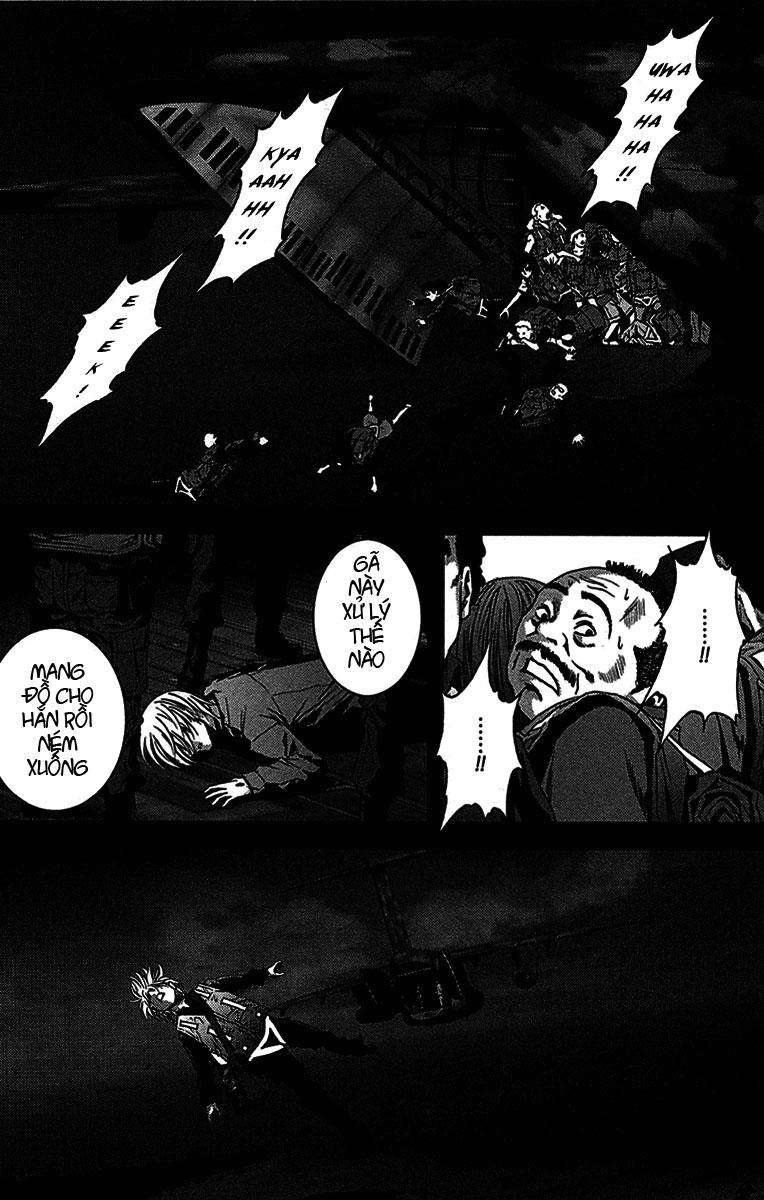 UWA
HA
HA
HA!!
KYA
AAH
HH
!!
E
E
E
K
!
......
!!
......
!!
GÃ
NÀY
XỬ LÝ
THẾ
NÀO
MANG
ĐỒ CHO
HẮN RỒI
NÉM
XUỐNG